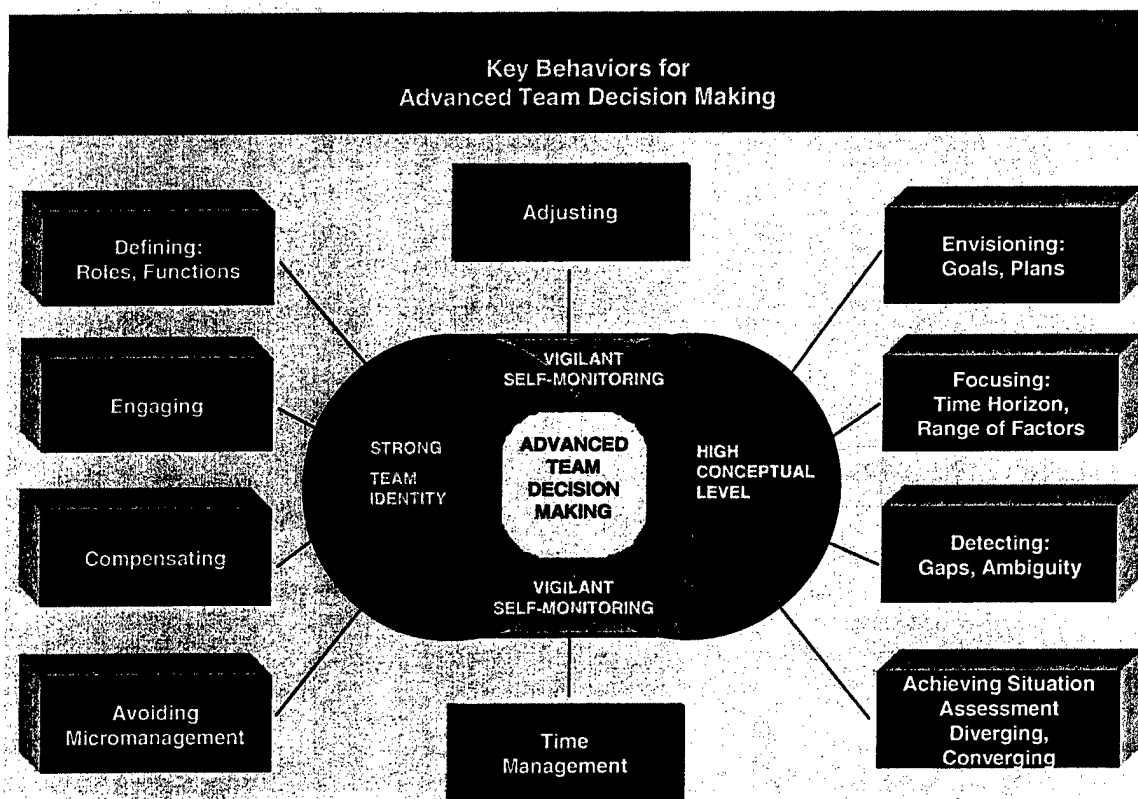 Key Behaviors for
Advanced Team Decision Making
Adjusting
Defining:
Roles, Functions
Envisioning:
Goals, Plans
Engaging
Focusing:
Time Horizon,
Range of Factors
Compensating
Detecting:
Gaps, Ambiguity
Avoiding
Micromanagement
Achieving Situation
Assessment
Diverging,
Converging
Time
Management
VIGILANT
SELF-MONITORING
STRONG
TEAM
IDENTITY
ADVANCED
TEAM
DECISION
MAKING
HIGH
CONCEPTUAL
LEVEL
VIGILANT
SELF-MONITORING